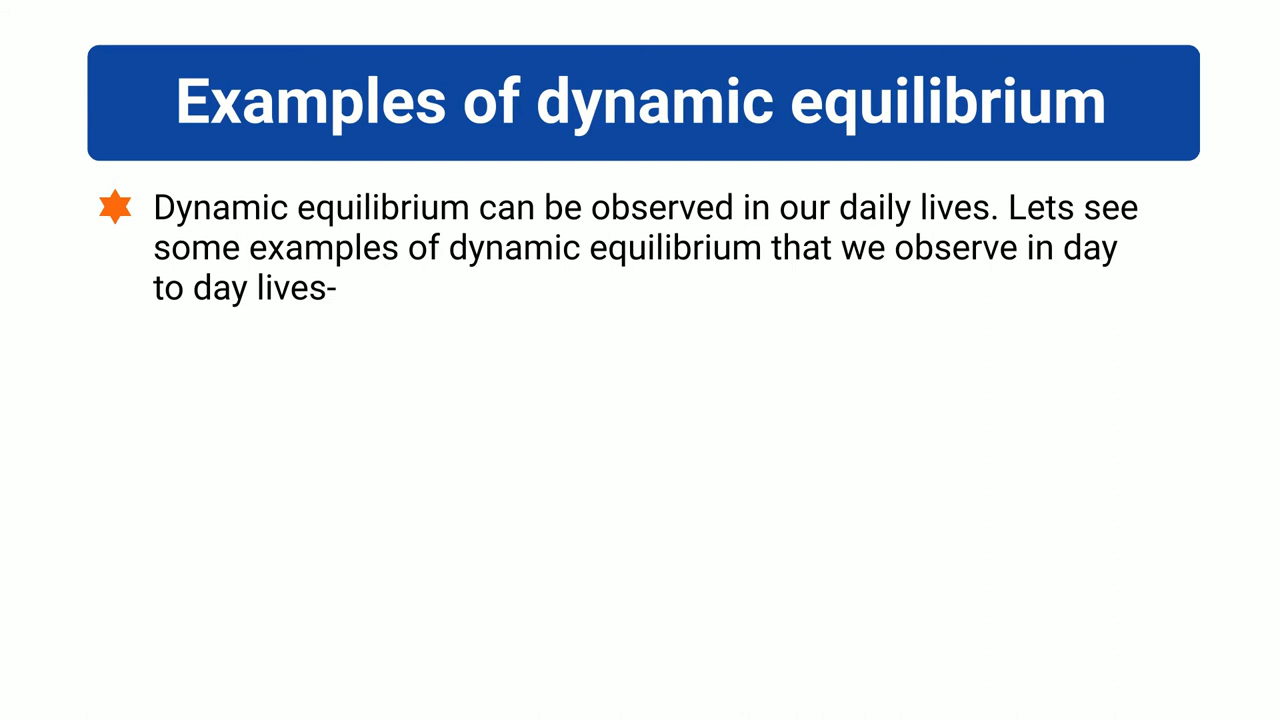 Examples of dynamic equilibrium
Dynamic equilibrium can be observed in our daily lives. Lets see
some examples of dynamic equilibrium that we observe in day
to day lives-